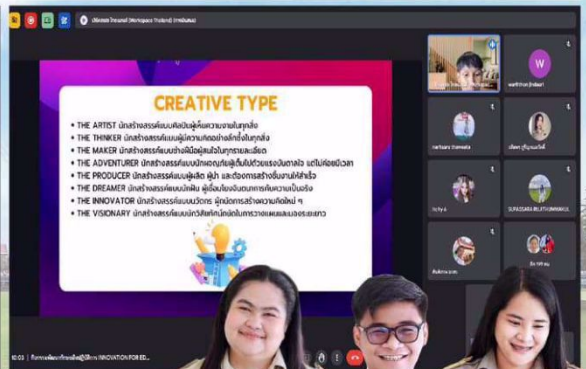 (Workspace Thailand)
CREATIVE TYPE
• THE ARTIST นักสร้างสรรค์แบบศิลปินผู้เห็นความงามในทุกสิ่ง
• THE THINKER นักสร้างสรรค์แบบผู้มีความคิดอย่างลึกซึ้งในทุกสิ่ง
• THE MAKER นักสร้างสรรค์แบบช่างฝีมือผู้สนใจในทุกรายละเอียด
• THE ADVENTURER นักสร้างสรรค์แบบนักผจญภัยผู้เต็มไปด้วยแรงบันดาลใจ แต่ไม่ค่อยมีเวลา
• THE PRODUCER นักสร้างสรรค์แบบผู้ผลิต ผู้นำ และต้องการสร้างชิ้นงานให้สำเร็จ
• THE DREAMER นักสร้างสรรค์แบบนักฝัน ผู้เชื่อมโยงจินตนาการกับความเป็นจริง
• THE INNOVATOR นักสร้างสรรค์แบบนวัตกร ผู้ถนัดการสร้างความคิดใหม่ ๆ
• THE VISIONARY นักสร้างสรรค์แบบนักวิสัยทัศน์ถนัดในการวางแผนและมองระยะยาว
W
10:03 | INNOVATION FOR ED...